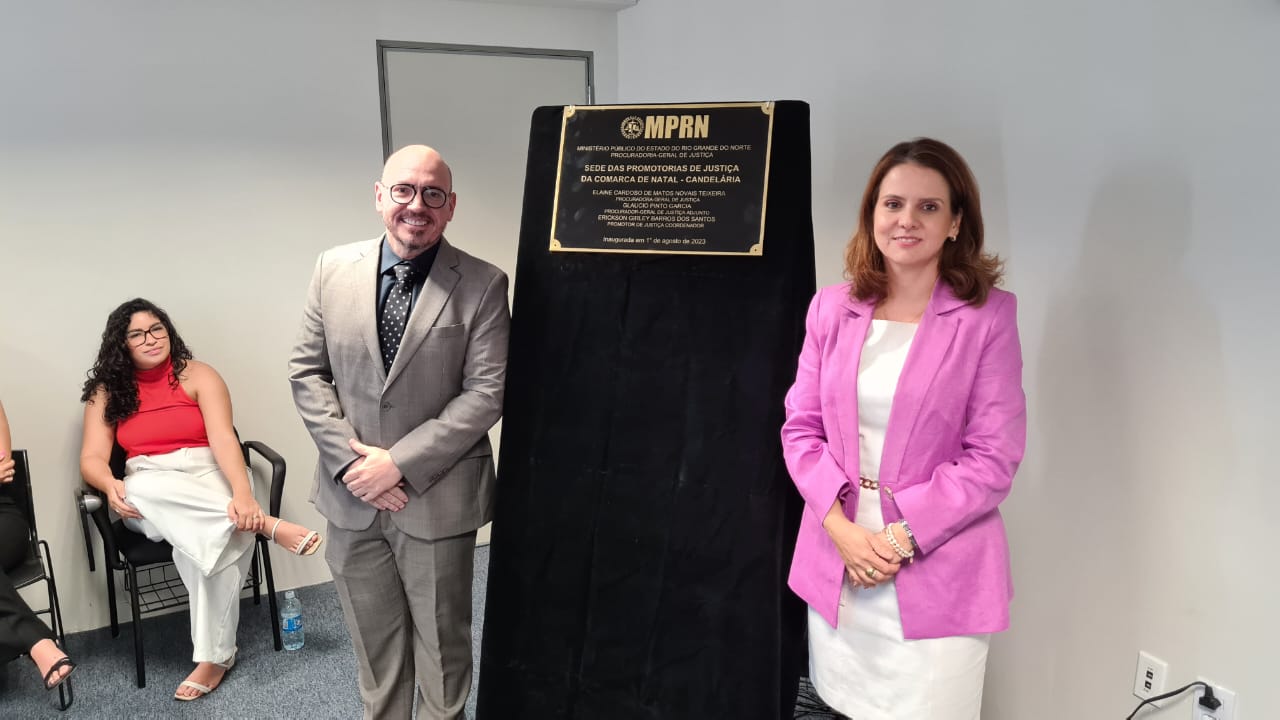 MPRN
MINISTÉRIO PÚBLICO DO ESTADO DO RIO GRANDE DO NORTE
PROCURADORIA-GERAL DE JUSTIÇA
SEDE DAS PROMOTORIAS DE JUSTIÇA
DA COMARCA DE NATAL - CANDELÁRIA
ELAINE CARDOSO DE MATOS NOVAIS TEIXEIRA
PROCURADORA-GERAL DE JUSTIÇA
GLAUCIO PINTO GARCIA
PROCURADOR-GERAL DE JUSTIÇA ADJUNTO
ERICKSON GIRLEY BARROS DOS SANTOS
PROMOTOR DE JUSTIÇA COORDENADOR
Inaugurada em 1° de agosto de 2023